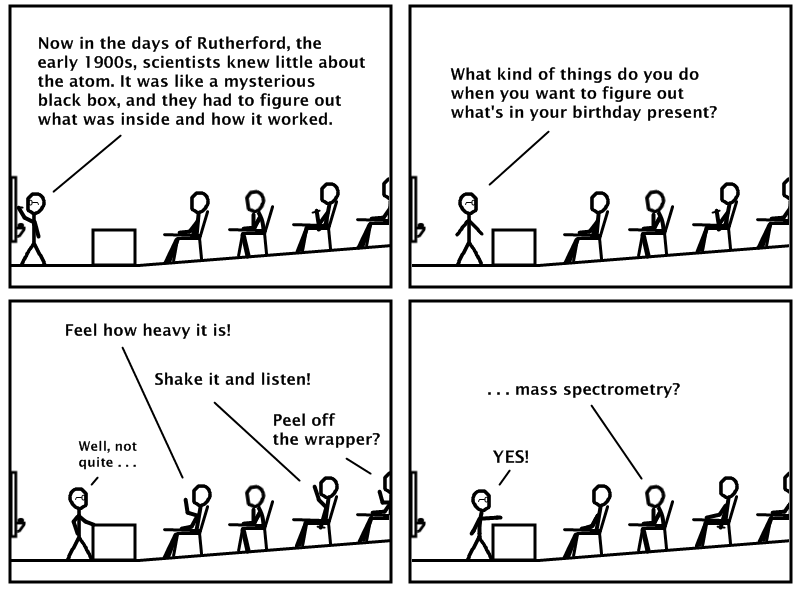 Now in the days of Rutherford, the
early 1900s, scientists knew little about
the atom. It was like a mysterious
black box, and they had to figure out
what was inside and how it worked.
What kind of things do you do
when you want to figure out
what's in your birthday present?
Feel how heavy it is!
Shake it and listen!
Peel off
the wrapper?
Well, not
quite . . .
. . . mass spectrometry?
YES!